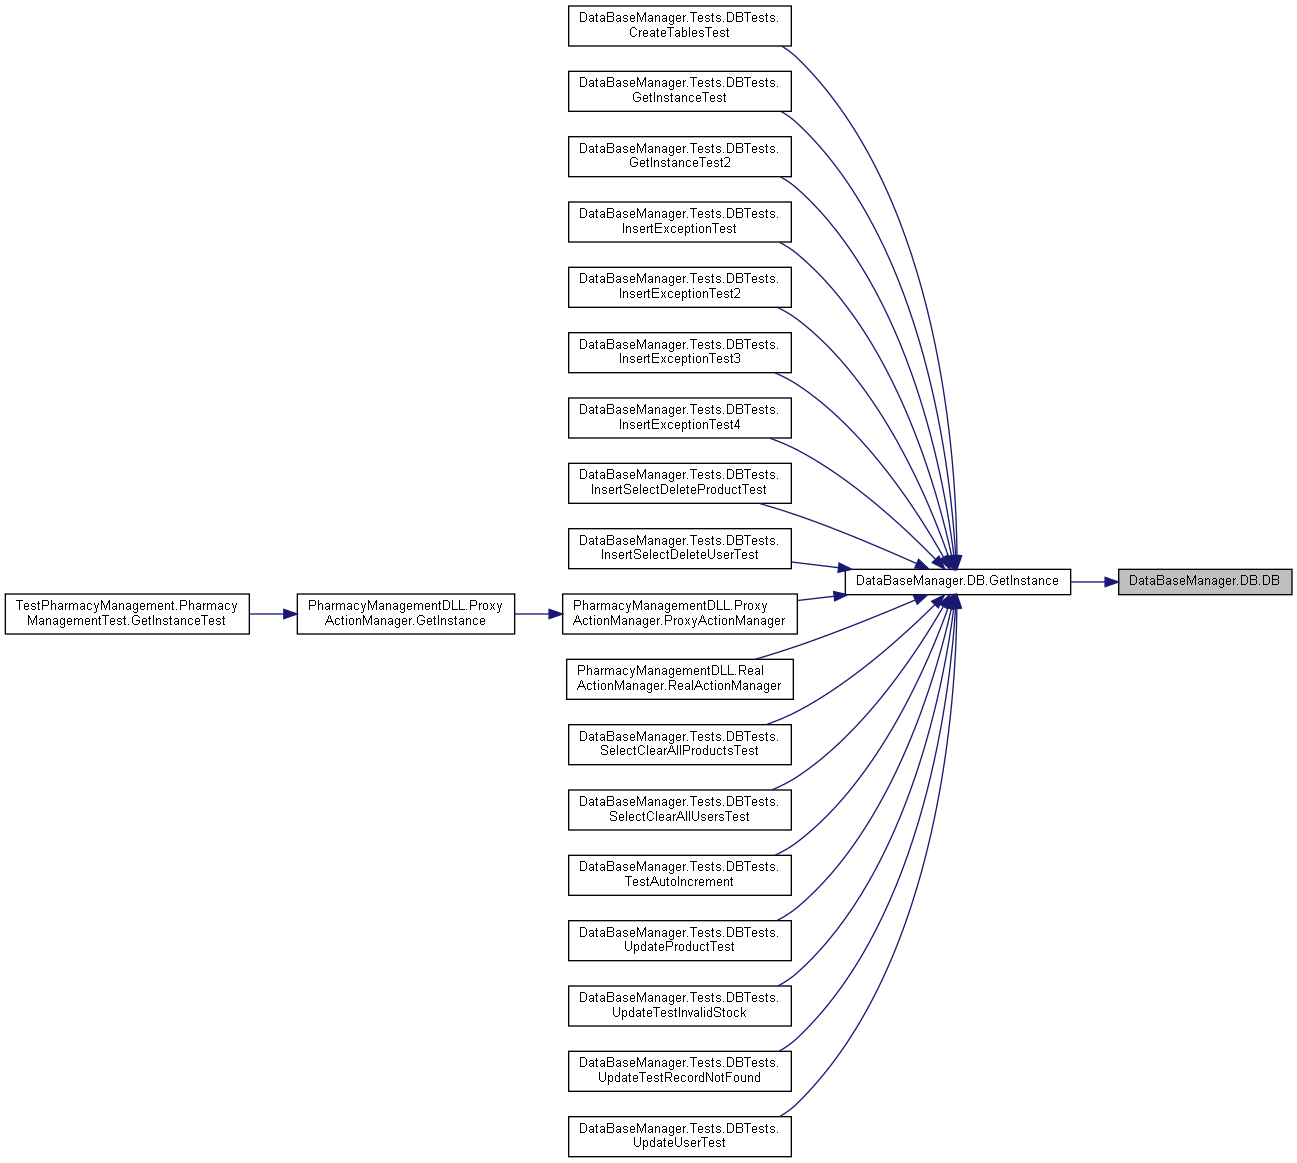 DataBaseManager.Tests.DBTests.
CreateTablesTest
DataBaseManager.Tests.DBTests.
GetInstanceTest
DataBaseManager.Tests.DBTests.
GetInstanceTest2
DataBaseManager.Tests.DBTests.
InsertExceptionTest
DataBaseManager.Tests.DBTests.
InsertExceptionTest2
DataBaseManager.Tests.DBTests.
InsertExceptionTest3
DataBaseManager.Tests.DBTests.
InsertExceptionTest4
DataBaseManager.Tests.DBTests.
InsertSelectDeleteProductTest
DataBaseManager.Tests.DBTests.
InsertSelectDeleteUserTest
DataBaseManager.DB.GetInstance
DataBaseManager.DB.DB
TestPharmacyManagement.Pharmacy
ManagementTest.GetInstanceTest
PharmacyManagementDLL.Proxy
ActionManager.GetInstance
PharmacyManagementDLL.Proxy
ActionManager.ProxyActionManager
PharmacyManagementDLL.Real
ActionManager.RealActionManager
DataBaseManager.Tests.DBTests.
SelectClearAllProductsTest
DataBaseManager.Tests.DBTests.
SelectClearAllUsersTest
DataBaseManager.Tests.DBTests.
TestAutoIncrement
DataBaseManager.Tests.DBTests.
UpdateProductTest
DataBaseManager.Tests.DBTests.
UpdateTestInvalidStock
DataBaseManager.Tests.DBTests.
UpdateTestRecordNotFound
DataBaseManager.Tests.DBTests.
UpdateUserTest